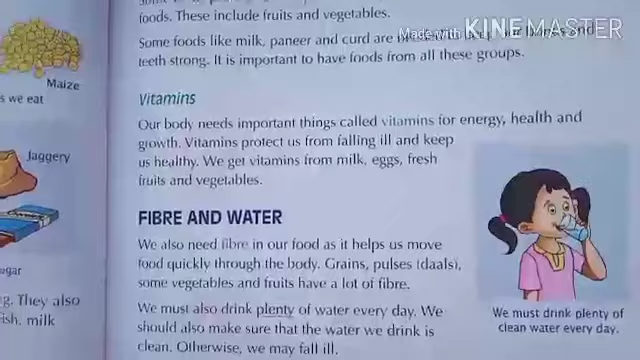 foods. These include fruits and vegetables.
Some foods like milk, paneer and curd are
teeth strong. It is important to have foods from all these groups.
Vitamins
Our body needs important things called vitamins for energy, health and
growth. Vitamins protect us from falling ill and keep
us healthy. We get vitamins from milk, eggs, fresh
fruits and vegetables.
FIBRE AND WATER
We also need fibre in our food as it helps us move
food quickly through the body. Grains, pulses (daals),
some vegetables and fruits have a lot of fibre.
We must also drink plenty of water every day. We
should also make sure that the water we drink is
clean. Otherwise, we may fall ill.
We must drink plenty of
clean water every day.
Maize
s we eat
Jaggery
ugar
g. They also
ish, milk
Made with KINEMASTER